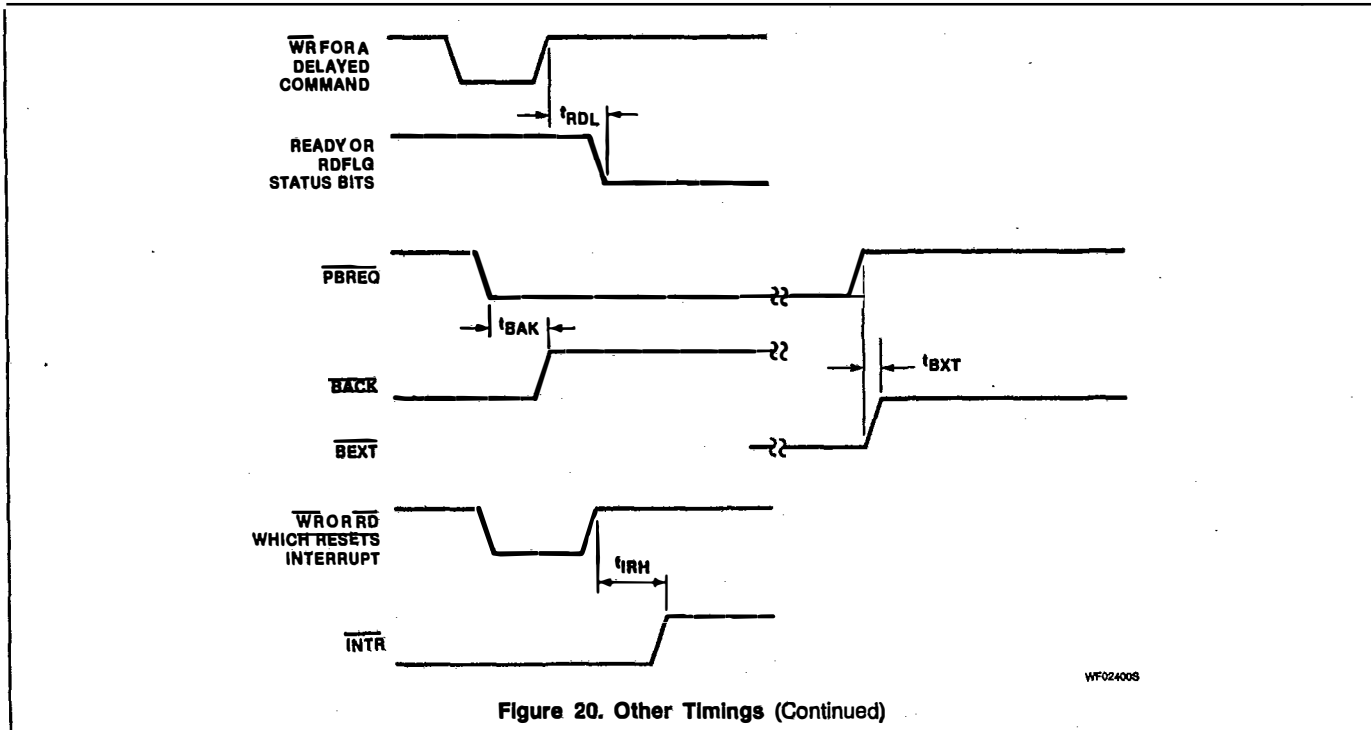 WR FOR A
DELAYED
COMMAND
tRDL
READY OR
RDFLG
STATUS BITS
PBREQ
tBAK
BACK
tBXT
BEXT
WR OR RD
WHICH RESETS
INTERRUPT
tIRH
INTR
WF02400S
Figure 20. Other Timings (Continued)